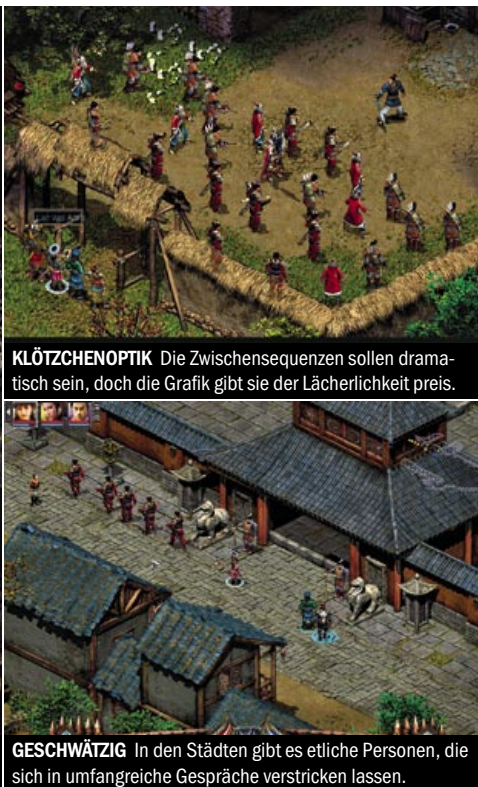 KLÖTZCHENOPTIK Die Zwischensequenzen sollen drama-
tisch sein, doch die Grafik gibt sie der Lächerlichkeit preis.
GESCHWÄTZIG In den Städten gibt es etliche Personen, die
sich in umfangreiche Gespräche verstricken lassen.